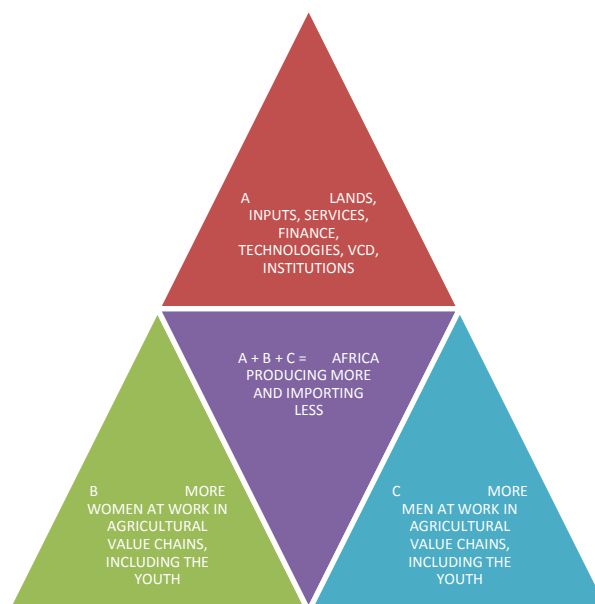 A LANDS,
INPUTS, SERVICES,
FINANCE,
TECHNOLOGIES, VCD,
INSTITUTIONS
A + B + C = AFRICA
PRODUCING MORE
AND IMPORTING
LESS
B MORE
WOMEN AT WORK IN
AGRICULTURAL
VALUE CHAINS,
INCLUDING THE
YOUTH
C MORE
MEN AT WORK IN
AGRICULTURAL
VALUE CHAINS,
INCLUDING THE
YOUTH